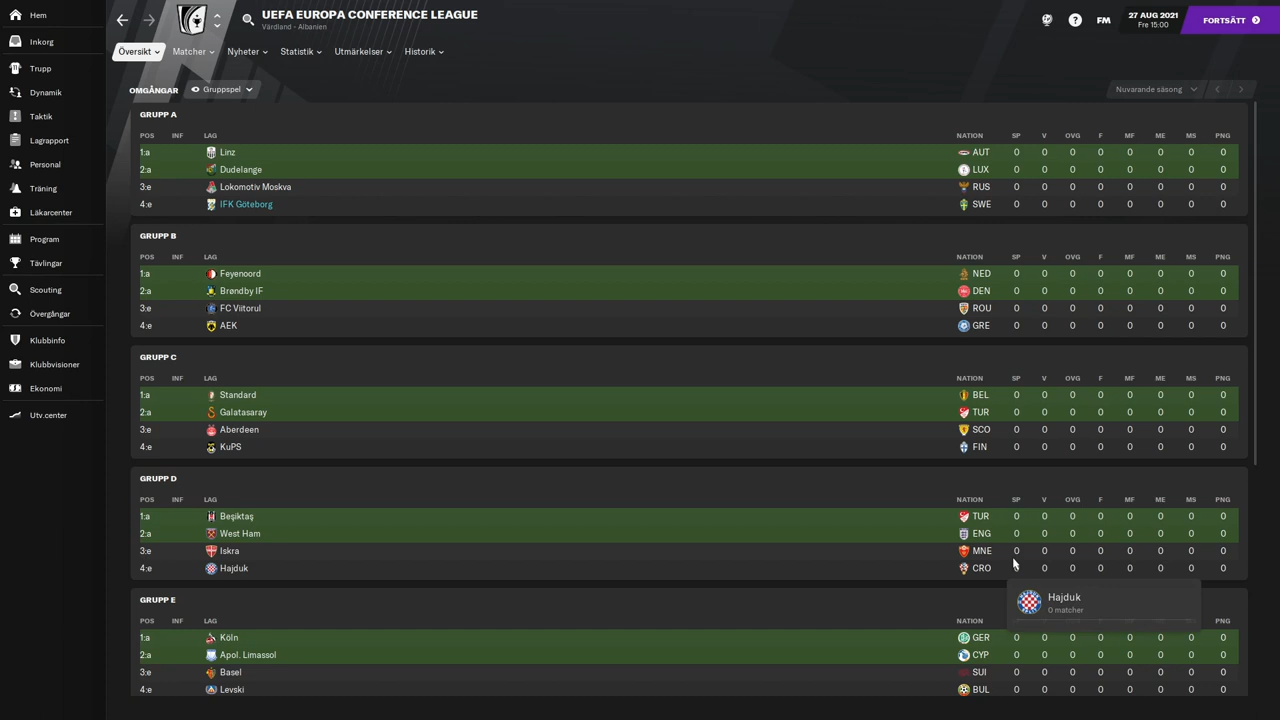 Hem
Inkorg
Trupp
Dynamik
Taktik
Lagrapport
Personal
Träning
Läkarcenter
Program
Tävlingar
Scouting
Övergångar
Klubbinfo
Klubbvisioner
Ekonomi
Utv.center
UEFA EUROPA CONFERENCE LEAGUE
Värdland - Albanien
FM
27 AUG 2021
Fre 15:00
FORTSÄTT
Översikt Matcher Nyheter Statistik Utmärkelser Historik
OMGÅNGAR Gruppspel Nuvarande säsong
GRUPP A
POS INF LAG NATION SP V OVG F MF ME MS PNG
1:a Linz AUT 0 0 0 0 0 0 0 0
2:a Dudelange LUX 0 0 0 0 0 0 0 0
3:e Lokomotiv Moskva RUS 0 0 0 0 0 0 0 0
4:e IFK Göteborg SWE 0 0 0 0 0 0 0 0
GRUPP B
POS INF LAG NATION SP V OVG F MF ME MS PNG
1:a Feyenoord NED 0 0 0 0 0 0 0 0
2:a Brøndby IF DEN 0 0 0 0 0 0 0 0
3:e FC Viitorul ROU 0 0 0 0 0 0 0 0
4:e AEK GRE 0 0 0 0 0 0 0 0
GRUPP C
POS INF LAG NATION SP V OVG F MF ME MS PNG
1:a Standard BEL 0 0 0 0 0 0 0 0
2:a Galatasaray TUR 0 0 0 0 0 0 0 0
3:e Aberdeen SCO 0 0 0 0 0 0 0 0
4:e KuPS FIN 0 0 0 0 0 0 0 0
GRUPP D
POS INF LAG NATION SP V OVG F MF ME MS PNG
1:a Beşiktaş TUR 0 0 0 0 0 0 0 0
2:a West Ham ENG 0 0 0 0 0 0 0 0
3:e Iskra MNE 0 0 0 0 0 0 0 0
4:e Hajduk CRO 0 0 0 0 0 0 0
Hajduk
0 matcher
GRUPP E
POS INF LAG NATION PNG
1:a Köln GER 0 0 0 0 0 0 0 0
2:a Apol. Limassol CYP 0 0 0 0 0 0 0 0
3:e Basel SUI 0 0 0 0 0 0 0 0
4:e Levski BUL 0 0 0 0 0 0 0 0